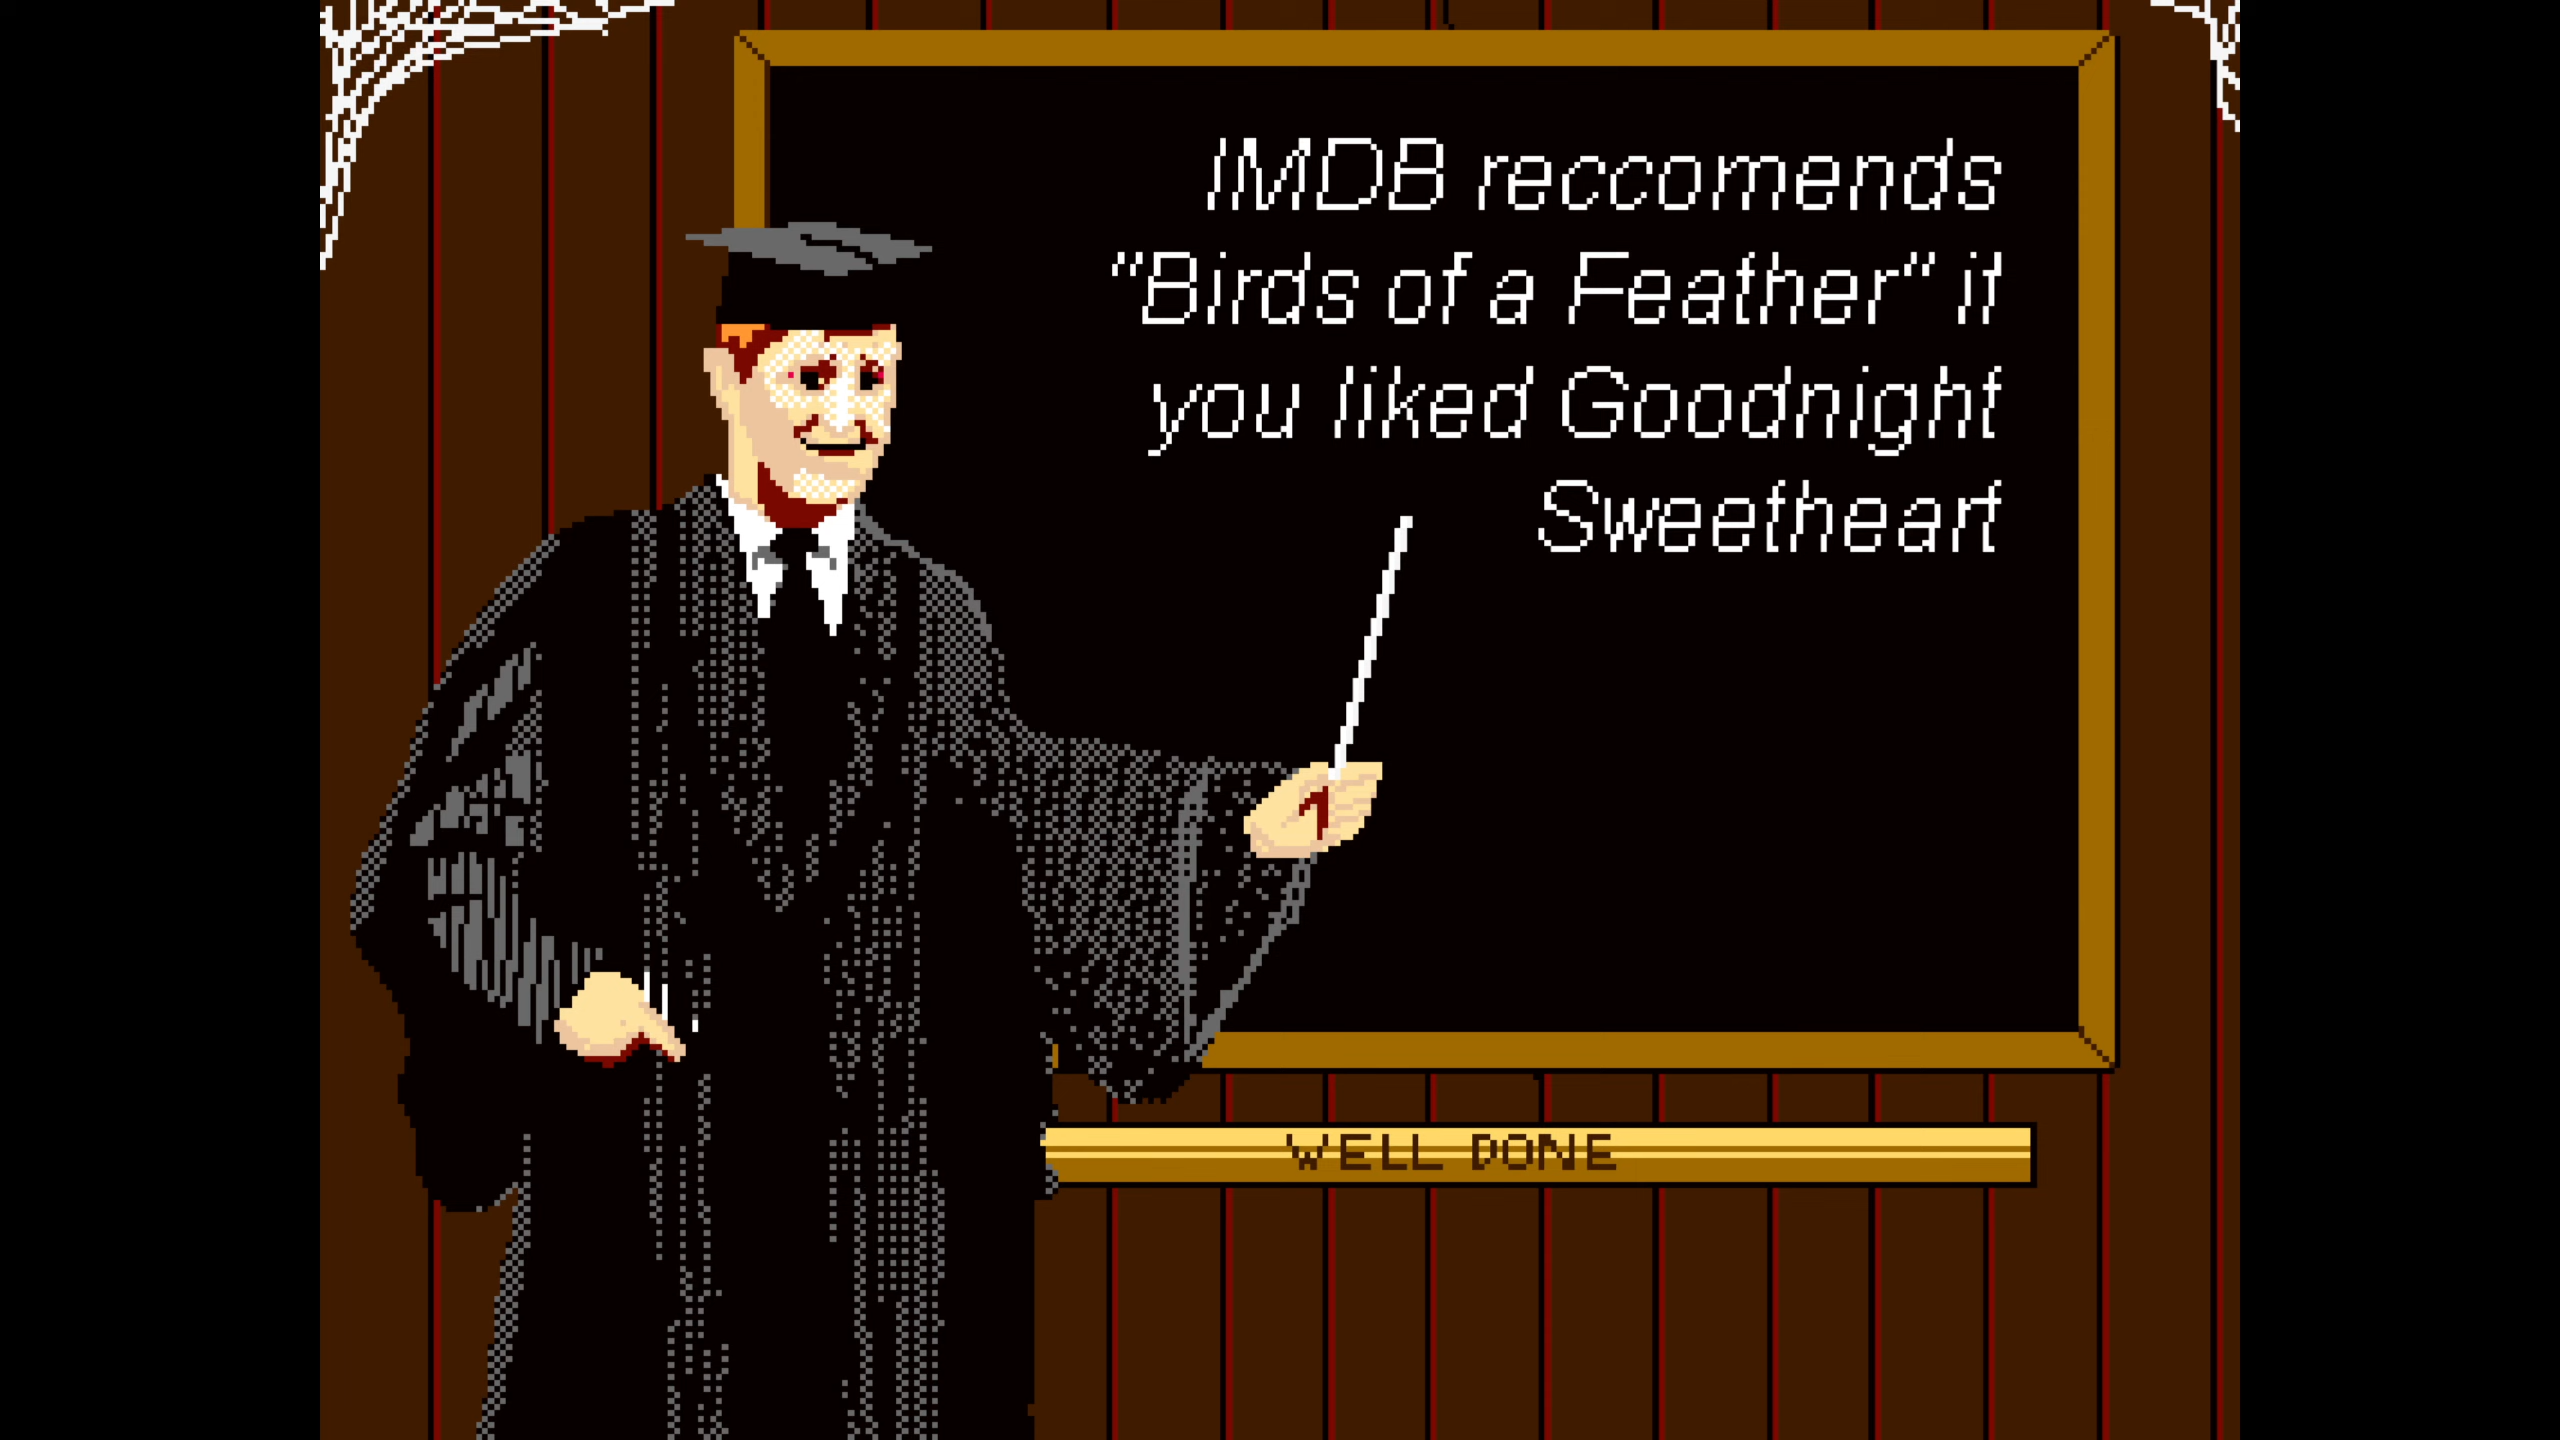 IMDB reccomends
"Birds of a Feather" if
you liked Goodnight
Sweetheart
WELL DONE